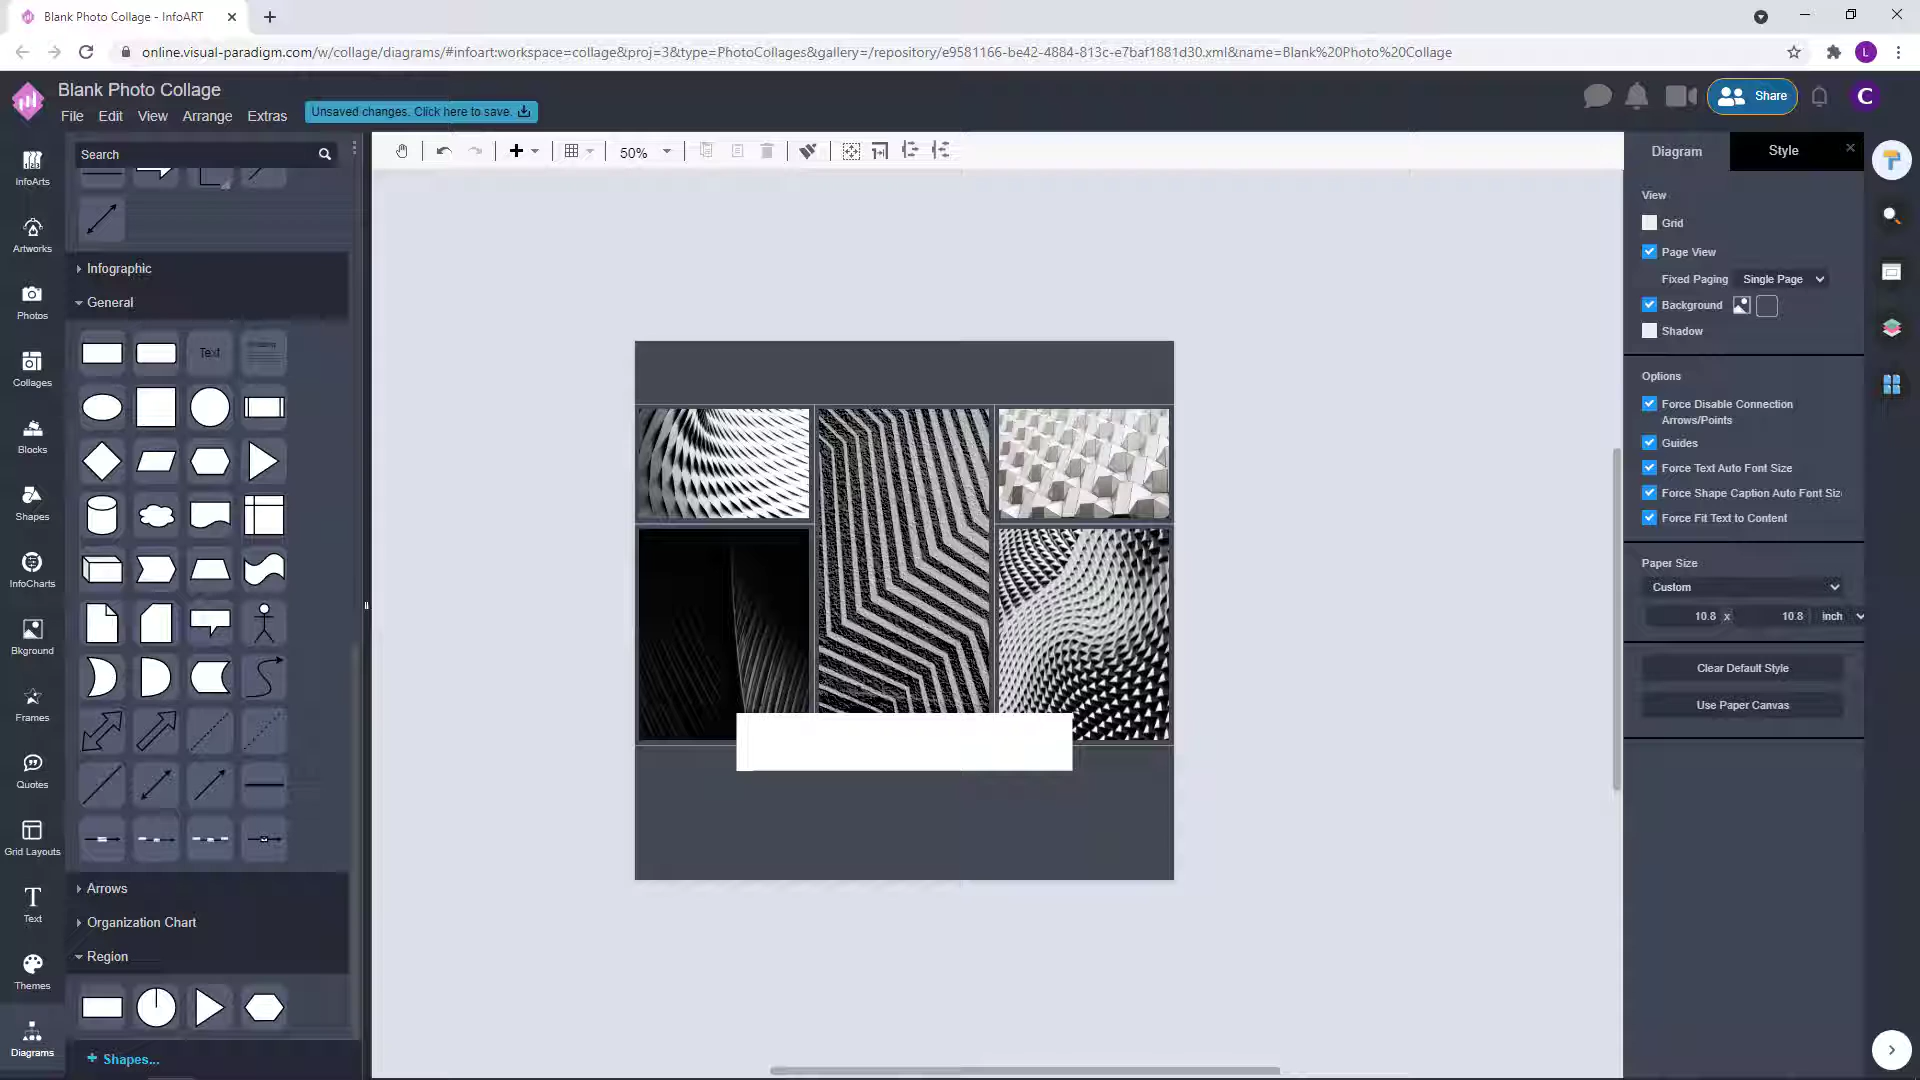 Blank Photo Collage - InfoART
online.visual-paradigm.com/w/collage/diagrams/#infoart:workspace=collage&proj=3&type=PhotoCollages&gallery=/repository/e9581166-be42-4884-813c-e7baf1881d30.xml&name=Blank%20Photo%20Collage
L
Blank Photo Collage
File Edit View Arrange Extras
Unsaved changes. Click here to save.
Share
C
Search
50%
Diagram
Style
InfoArts
Artworks
Photos
Collages
Blocks
Shapes
InfoCharts
Bkground
Frames
Quotes
Grid Layouts
T
Text
Themes
Diagrams
Infographic
General
Text
Arrows
Organization Chart
Region
+ Shapes...
View
Grid
Page View
Fixed Paging Single Page
Background
Shadow
Options
Force Disable Connection
Arrows/Points
Guides
Force Text Auto Font Size
Force Shape Caption Auto Font Siz
Force Fit Text to Content
Paper Size
Custom
10.8 x 10.8 inch
Clear Default Style
Use Paper Canvas